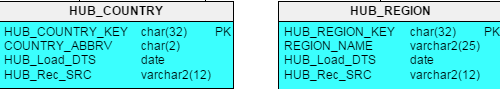 HUB_COUNTRY
HUB_COUNTRY_KEY char(32) PK
COUNTRY_ABBRV char(2)
HUB_Load_DTS date
HUB_Rec_SRC varchar2(12)
HUB_REGION
HUB_REGION_KEY char(32) PK
REGION_NAME varchar2(25)
HUB_Load_DTS date
HUB_Rec_SRC varchar2(12)